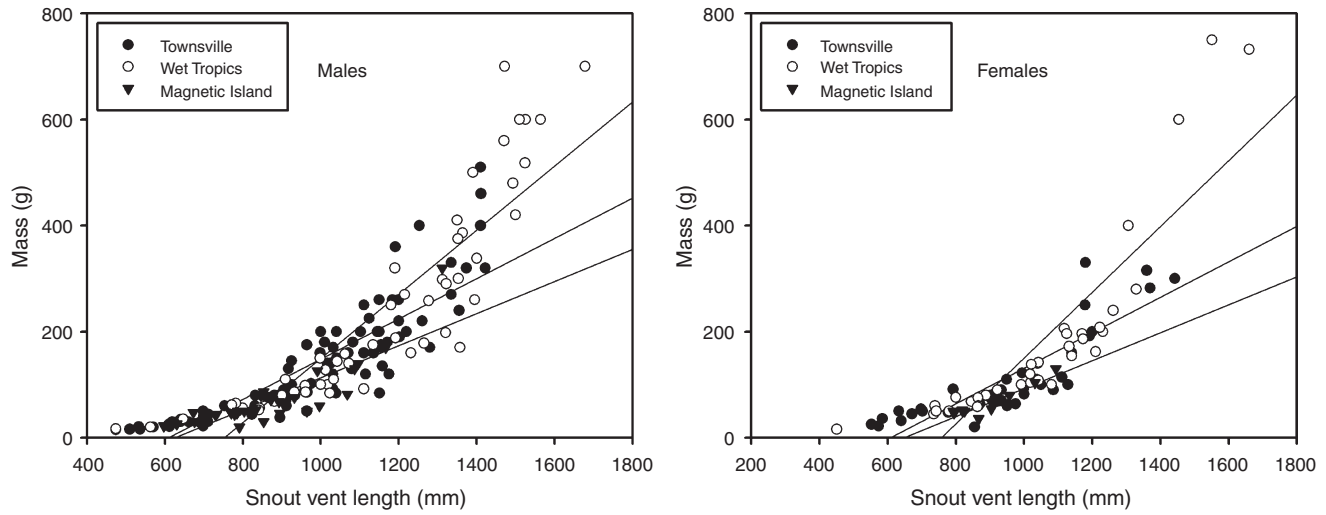 800
600
400
200
0
Mass (g)
Townsville
Wet Tropics
Magnetic Island
Males
400 600 800 1000 1200 1400 1600 1800
Snout vent length (mm)
800
600
400
200
0
Mass (g)
Townsville
Wet Tropics
Magnetic Island
Females
200 400 600 800 1000 1200 1400 1600 1800
Snout vent length (mm)